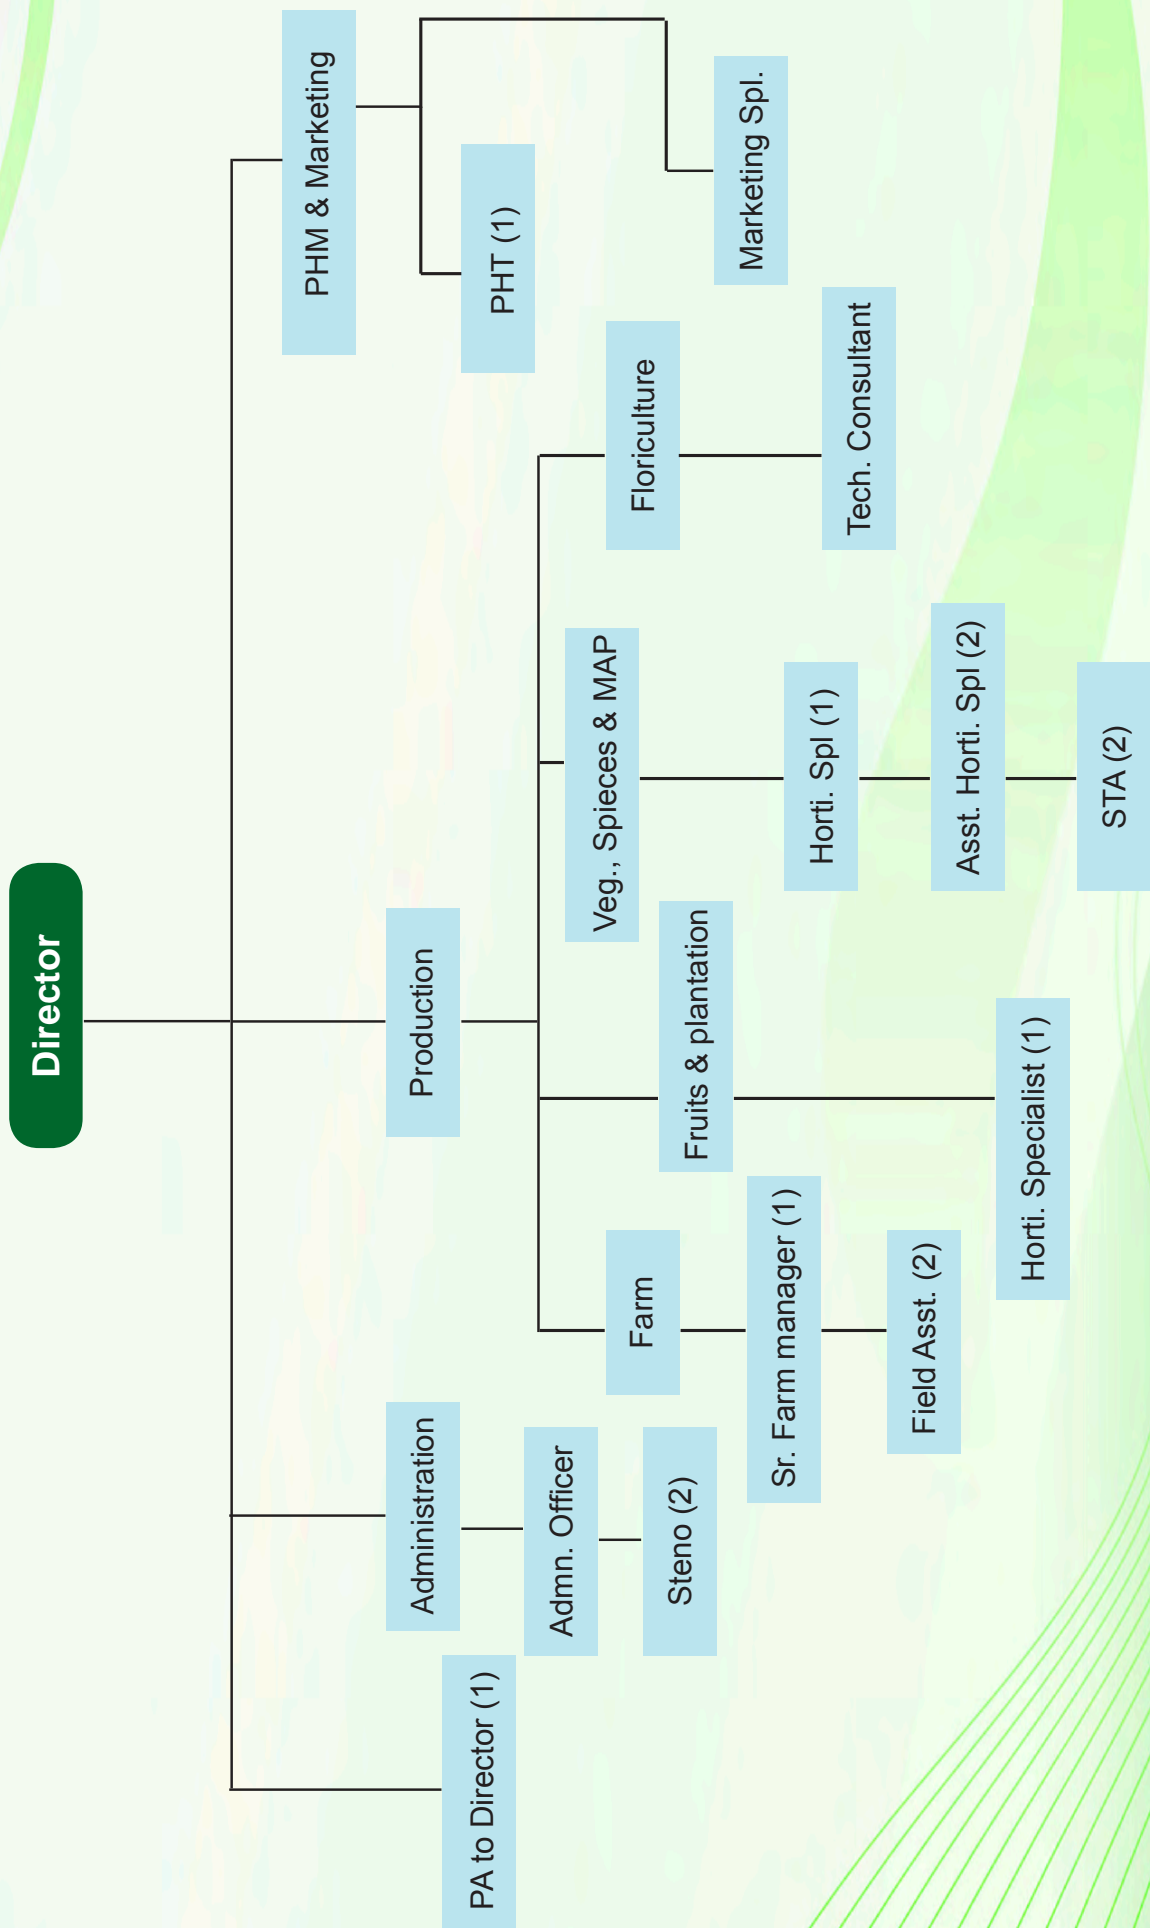 Director
PA to Director (1)
Administration
Admn. Officer
Steno (2)
Production
Farm
Sr. Farm manager (1)
Field Asst. (2)
Fruits & plantation
Horti. Specialist (1)
Veg., Spieces & MAP
Horti. Spl (1)
Asst. Horti. Spl (2)
STA (2)
Floriculture
Tech. Consultant
PHM & Marketing
PHT (1)
Marketing Spl.